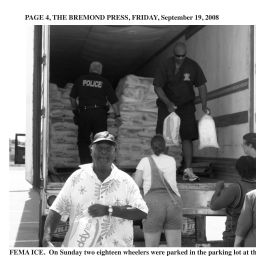 PAGE 4, THE BREMOND PRESS, FRIDAY, September 19, 2008
POLICE
FEMA ICE. On Sunday two eighteen wheelers were parked in the parking lot at th